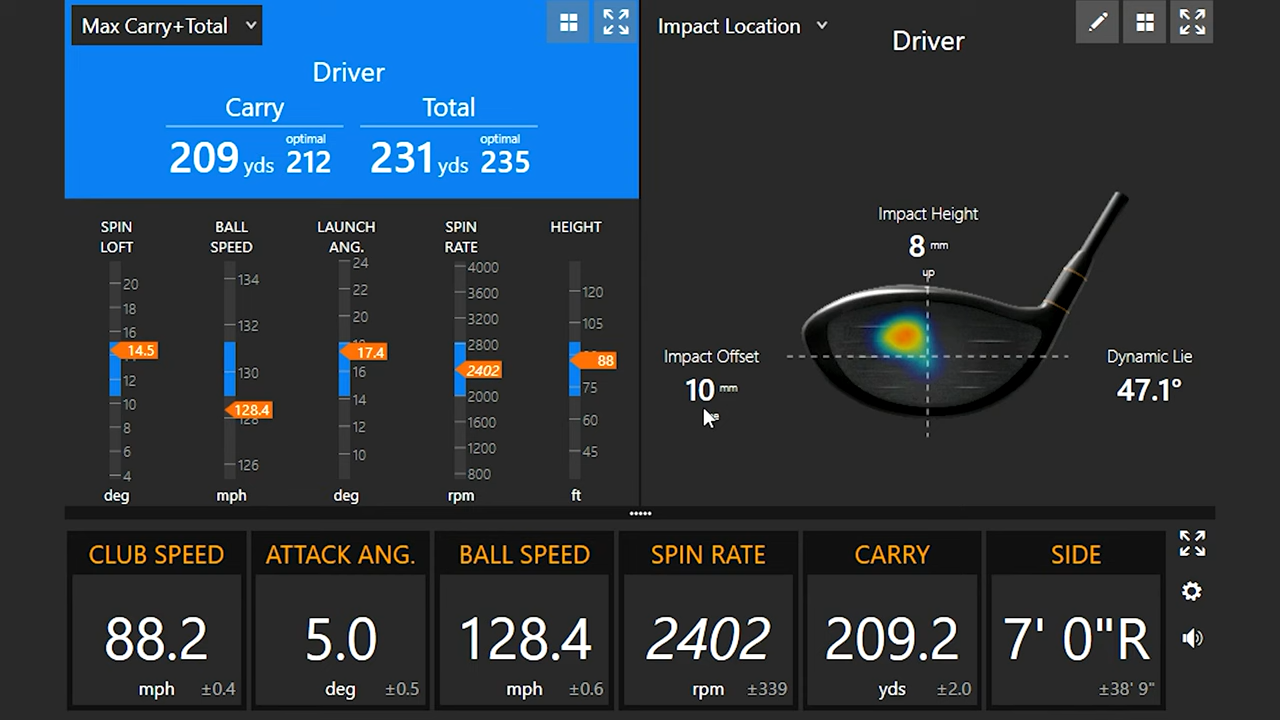 Max Carry+Total
Driver
Carry
Total
209 yds optimal 212
231 yds optimal 235
SPIN LOFT
BALL SPEED
LAUNCH ANG.
SPIN RATE
HEIGHT
20
18
16
14.5
12
10
8
6
4
deg
134
132
130
128.4
128
126
mph
24
22
20
17.4
16
14
12
10
deg
4000
3600
3200
2800
2402
2000
1600
1200
800
rpm
120
105
88
75
60
45
ft
Impact Location
Driver
Impact Height
8 mm
up
Impact Offset
10 mm
Dynamic Lie
47.1°
CLUB SPEED
88.2
mph ±0.4
ATTACK ANG.
5.0
deg ±0.5
BALL SPEED
128.4
mph ±0.6
SPIN RATE
2402
rpm ±339
CARRY
209.2
yds ±2.0
SIDE
7' 0"R
±38' 9"